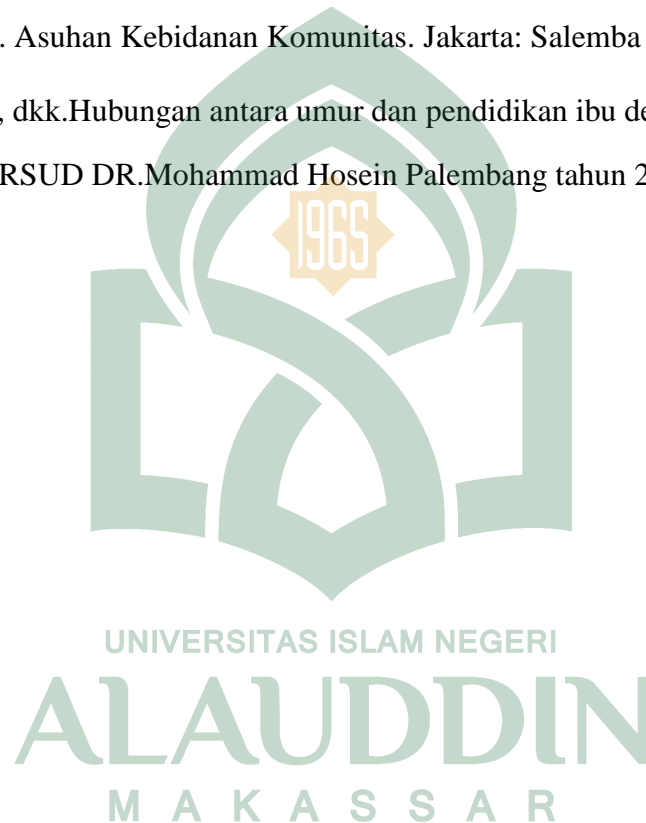 . Asuhan Kebidanan Komunitas. Jakarta: Salemba
, dkk.Hubungan antara umur dan pendidikan ibu de
RSUD DR.Mohammad Hosein Palembang tahun 2
1965
UNIVERSITAS ISLAM NEGERI
ALAUDDIN
MAKASSAR